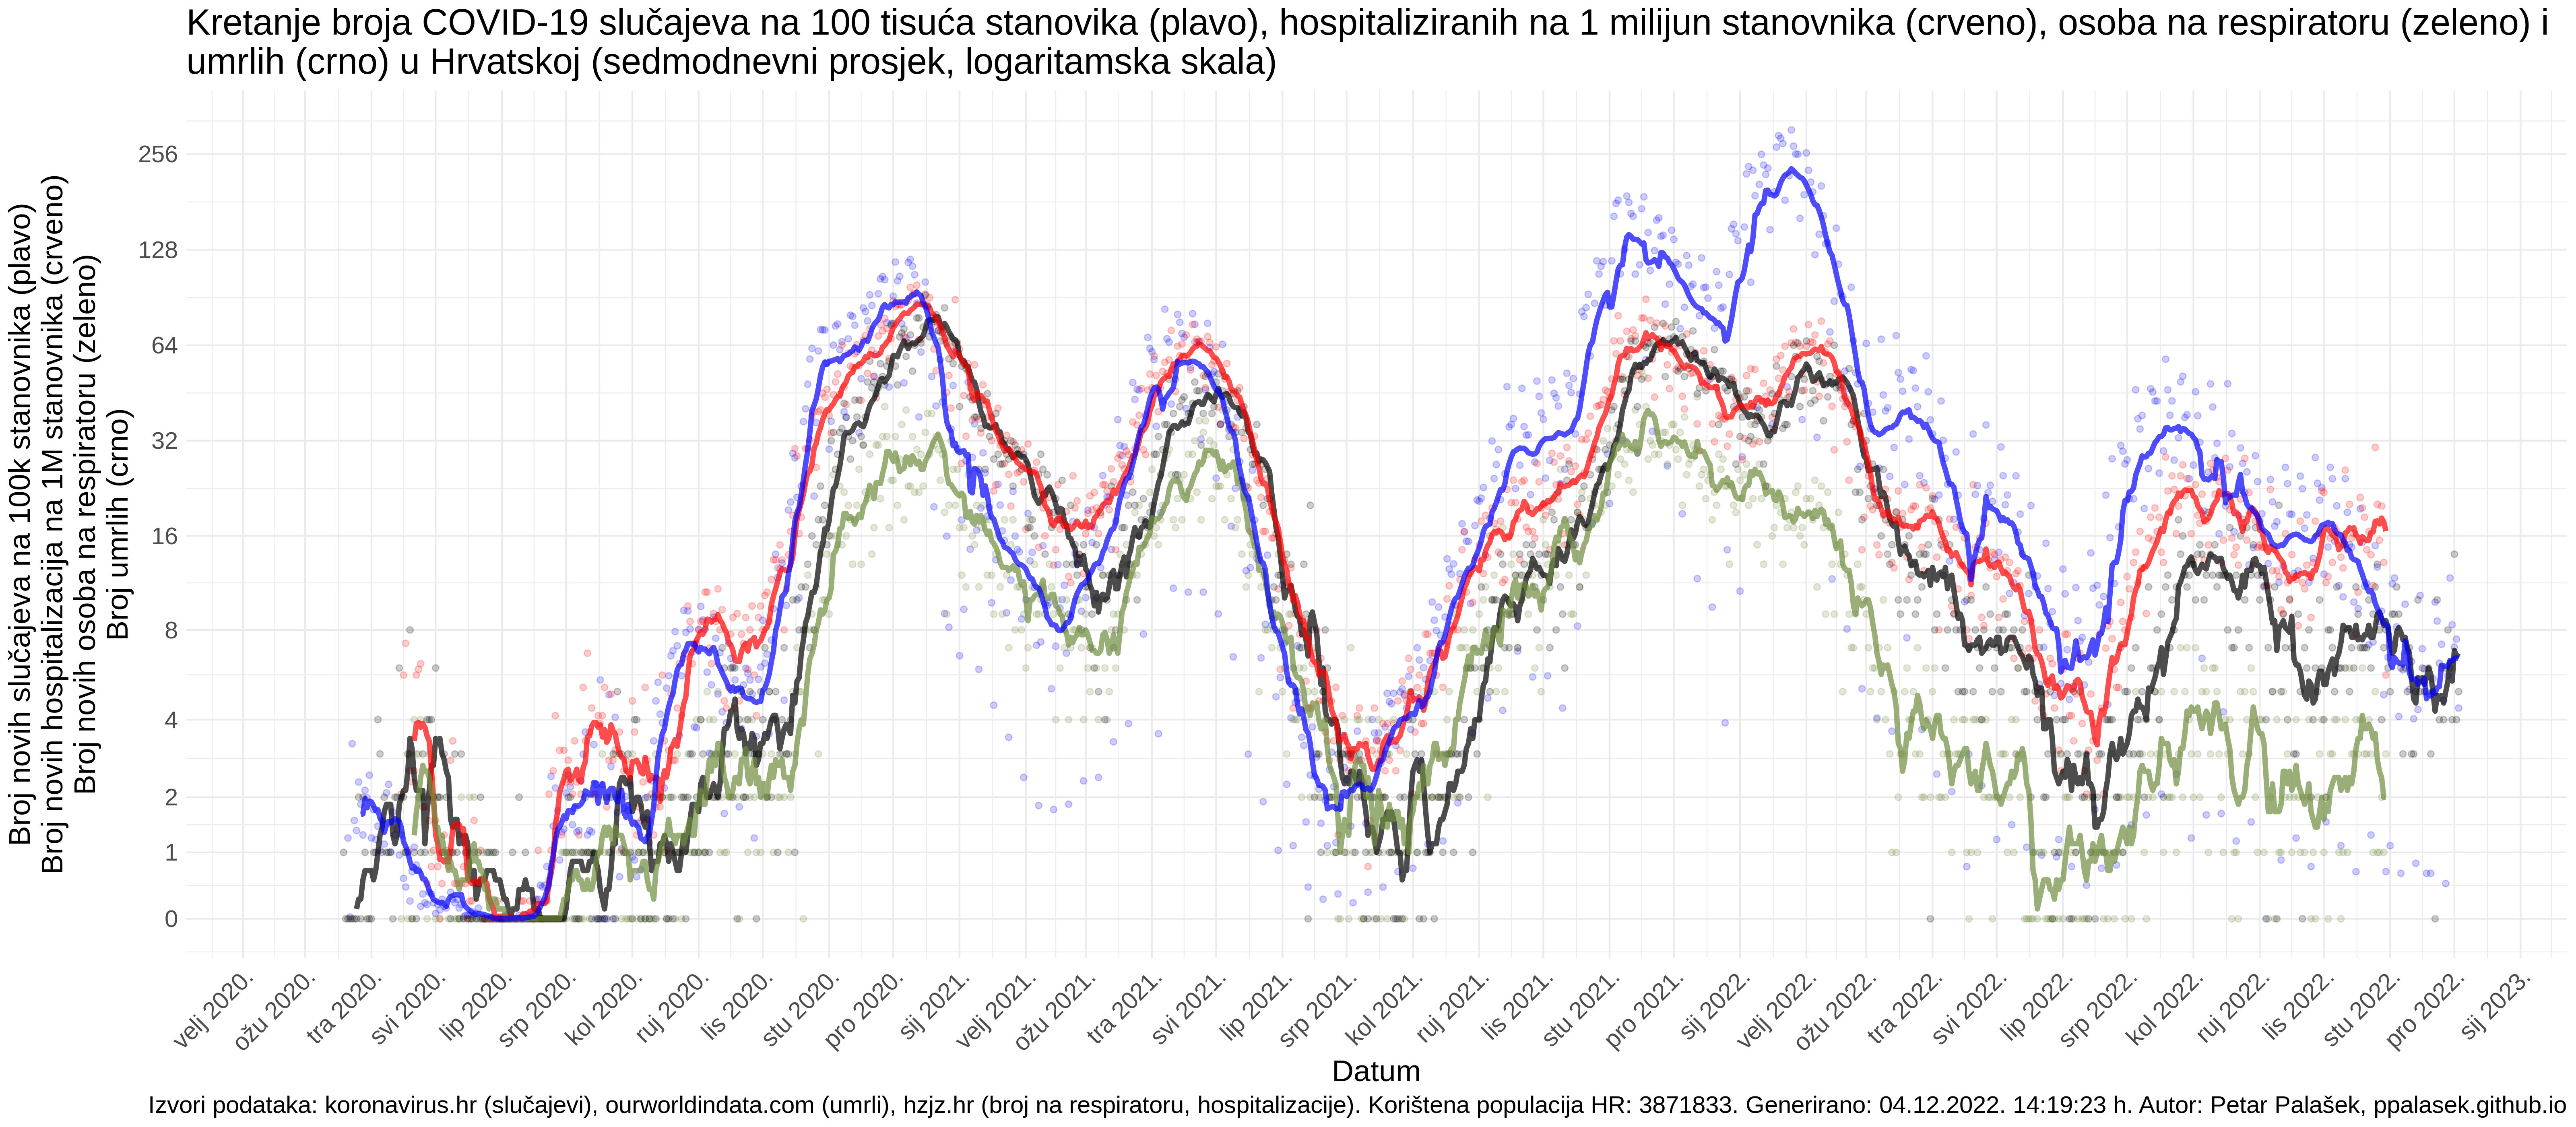 Kretanje broja COVID-19 slučajeva na 100 tisuća stanovika (plavo), hospitaliziranih na 1 milijun stanovnika (crveno), osoba na respiratoru (zeleno) i
umrlih (crno) u Hrvatskoj (sedmodnevni prosjek, logaritamska skala)
Broj novih slučajeva na 100k stanovnika (plavo)
Broj novih hospitalizacija na 1M stanovnika (crveno)
Broj novih osoba na respiratoru (zeleno)
Broj umrlih (crno)
256
128
64
32
16
8
4
2
1
0
velj 2020.
ožu 2020.
tra 2020.
svi 2020.
lip 2020.
srp 2020.
kol 2020.
ruj 2020.
lis 2020.
stu 2020.
pro 2020.
sij 2021.
velj 2021.
ožu 2021.
tra 2021.
svi 2021.
lip 2021.
srp 2021.
kol 2021.
ruj 2021.
lis 2021.
stu 2021.
pro 2021.
sij 2022.
velj 2022.
ožu 2022.
tra 2022.
svi 2022.
lip 2022.
srp 2022.
kol 2022.
ruj 2022.
lis 2022.
stu 2022.
pro 2022.
sij 2023.
Datum
Izvori podataka: koronavirus.hr (slučajevi), ourworldindata.com (umrli), hzjz.hr (broj na respiratoru, hospitalizacije). Korištena populacija HR: 3871833. Generirano: 04.12.2022. 14:19:23 h. Autor: Petar Palašek, ppalasek.github.io